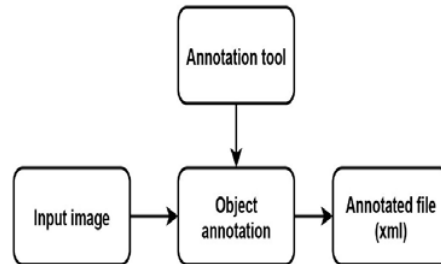 Annotation tool
Input image
Object
annotation
Annotated file
(xml)